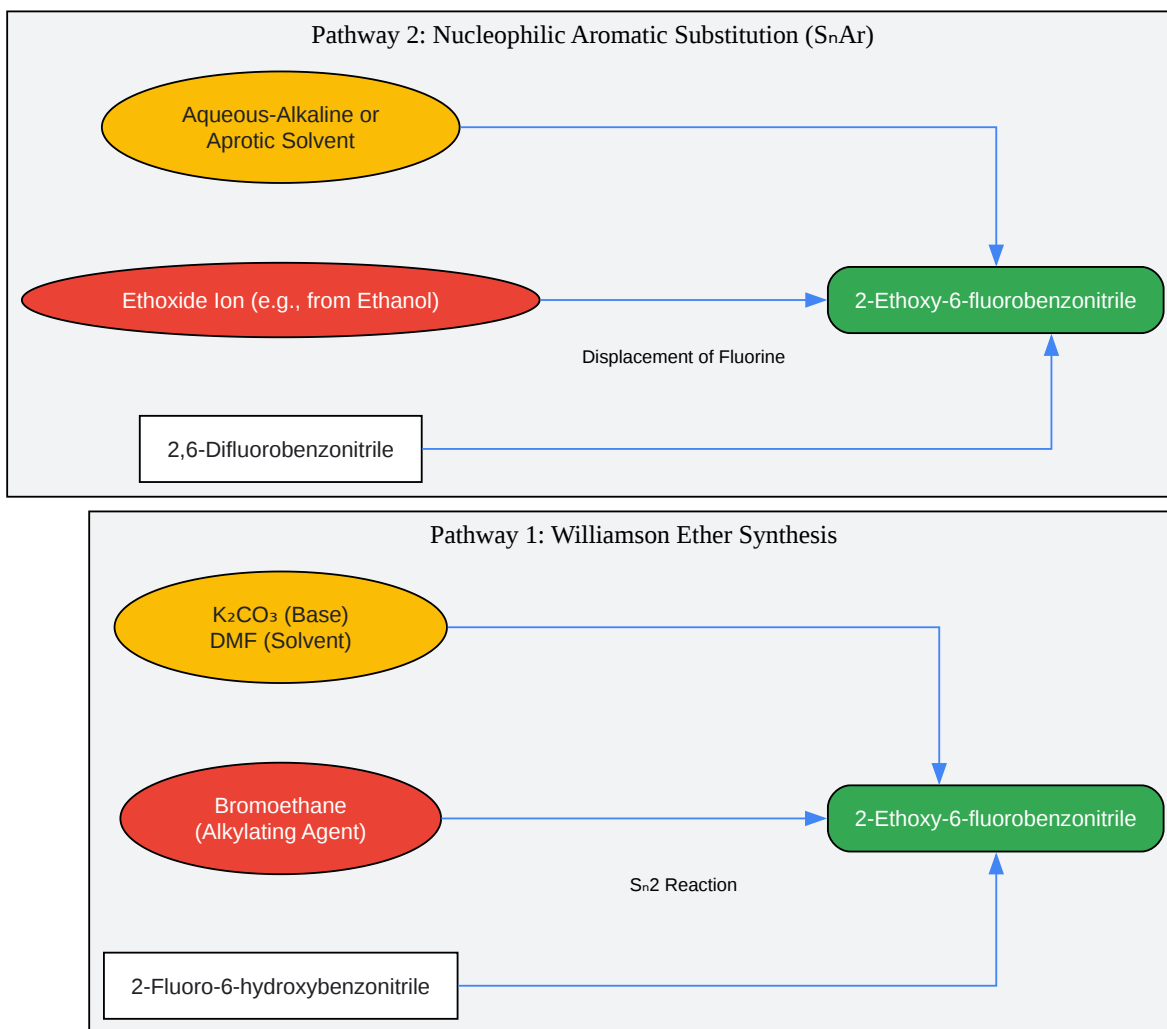 Pathway 2: Nucleophilic Aromatic Substitution (SₙAr)
Aqueous-Alkaline or
Aprotic Solvent
Ethoxide Ion (e.g., from Ethanol)
2-Ethoxy-6-fluorobenzonitrile
Displacement of Fluorine
2,6-Difluorobenzonitrile
Pathway 1: Williamson Ether Synthesis
K₂CO₃ (Base)
DMF (Solvent)
Bromoethane
(Alkylating Agent)
2-Ethoxy-6-fluorobenzonitrile
Sₙ2 Reaction
2-Fluoro-6-hydroxybenzonitrile